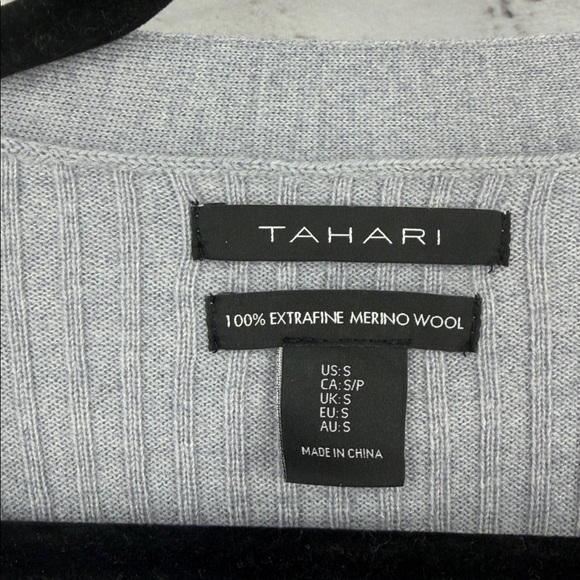 TAHARI
100% EXTRAFINE MERINO WOOL
US: S
CA: S/P
UK: S
EU: S
AU: S
MADE IN CHINA